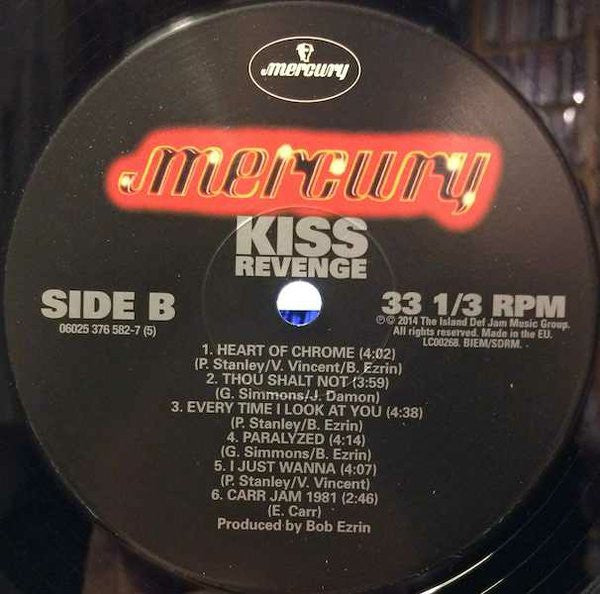 mercury
mercury
KISS
REVENGE
SIDE B
06025 376 582-7 (5)
33 1/3 RPM
℗© 2014 The Island Def Jam Music Group.
All rights reserved. Made in the EU.
LC00268. BIEM/SDRM.
1. HEART OF CHROME (4:02)
(P. Stanley/V. Vincent/B. Ezrin)
2. THOU SHALT NOT (3:59)
(G. Simmons/J. Damon)
3. EVERY TIME I LOOK AT YOU (4:38)
(P. Stanley/B. Ezrin)
4. PARALYZED (4:14)
(G. Simmons/B. Ezrin)
5. I JUST WANNA (4:07)
(P. Stanley/V. Vincent)
6. CARR JAM 1981 (2:46)
(E. Carr)
Produced by Bob Ezrin